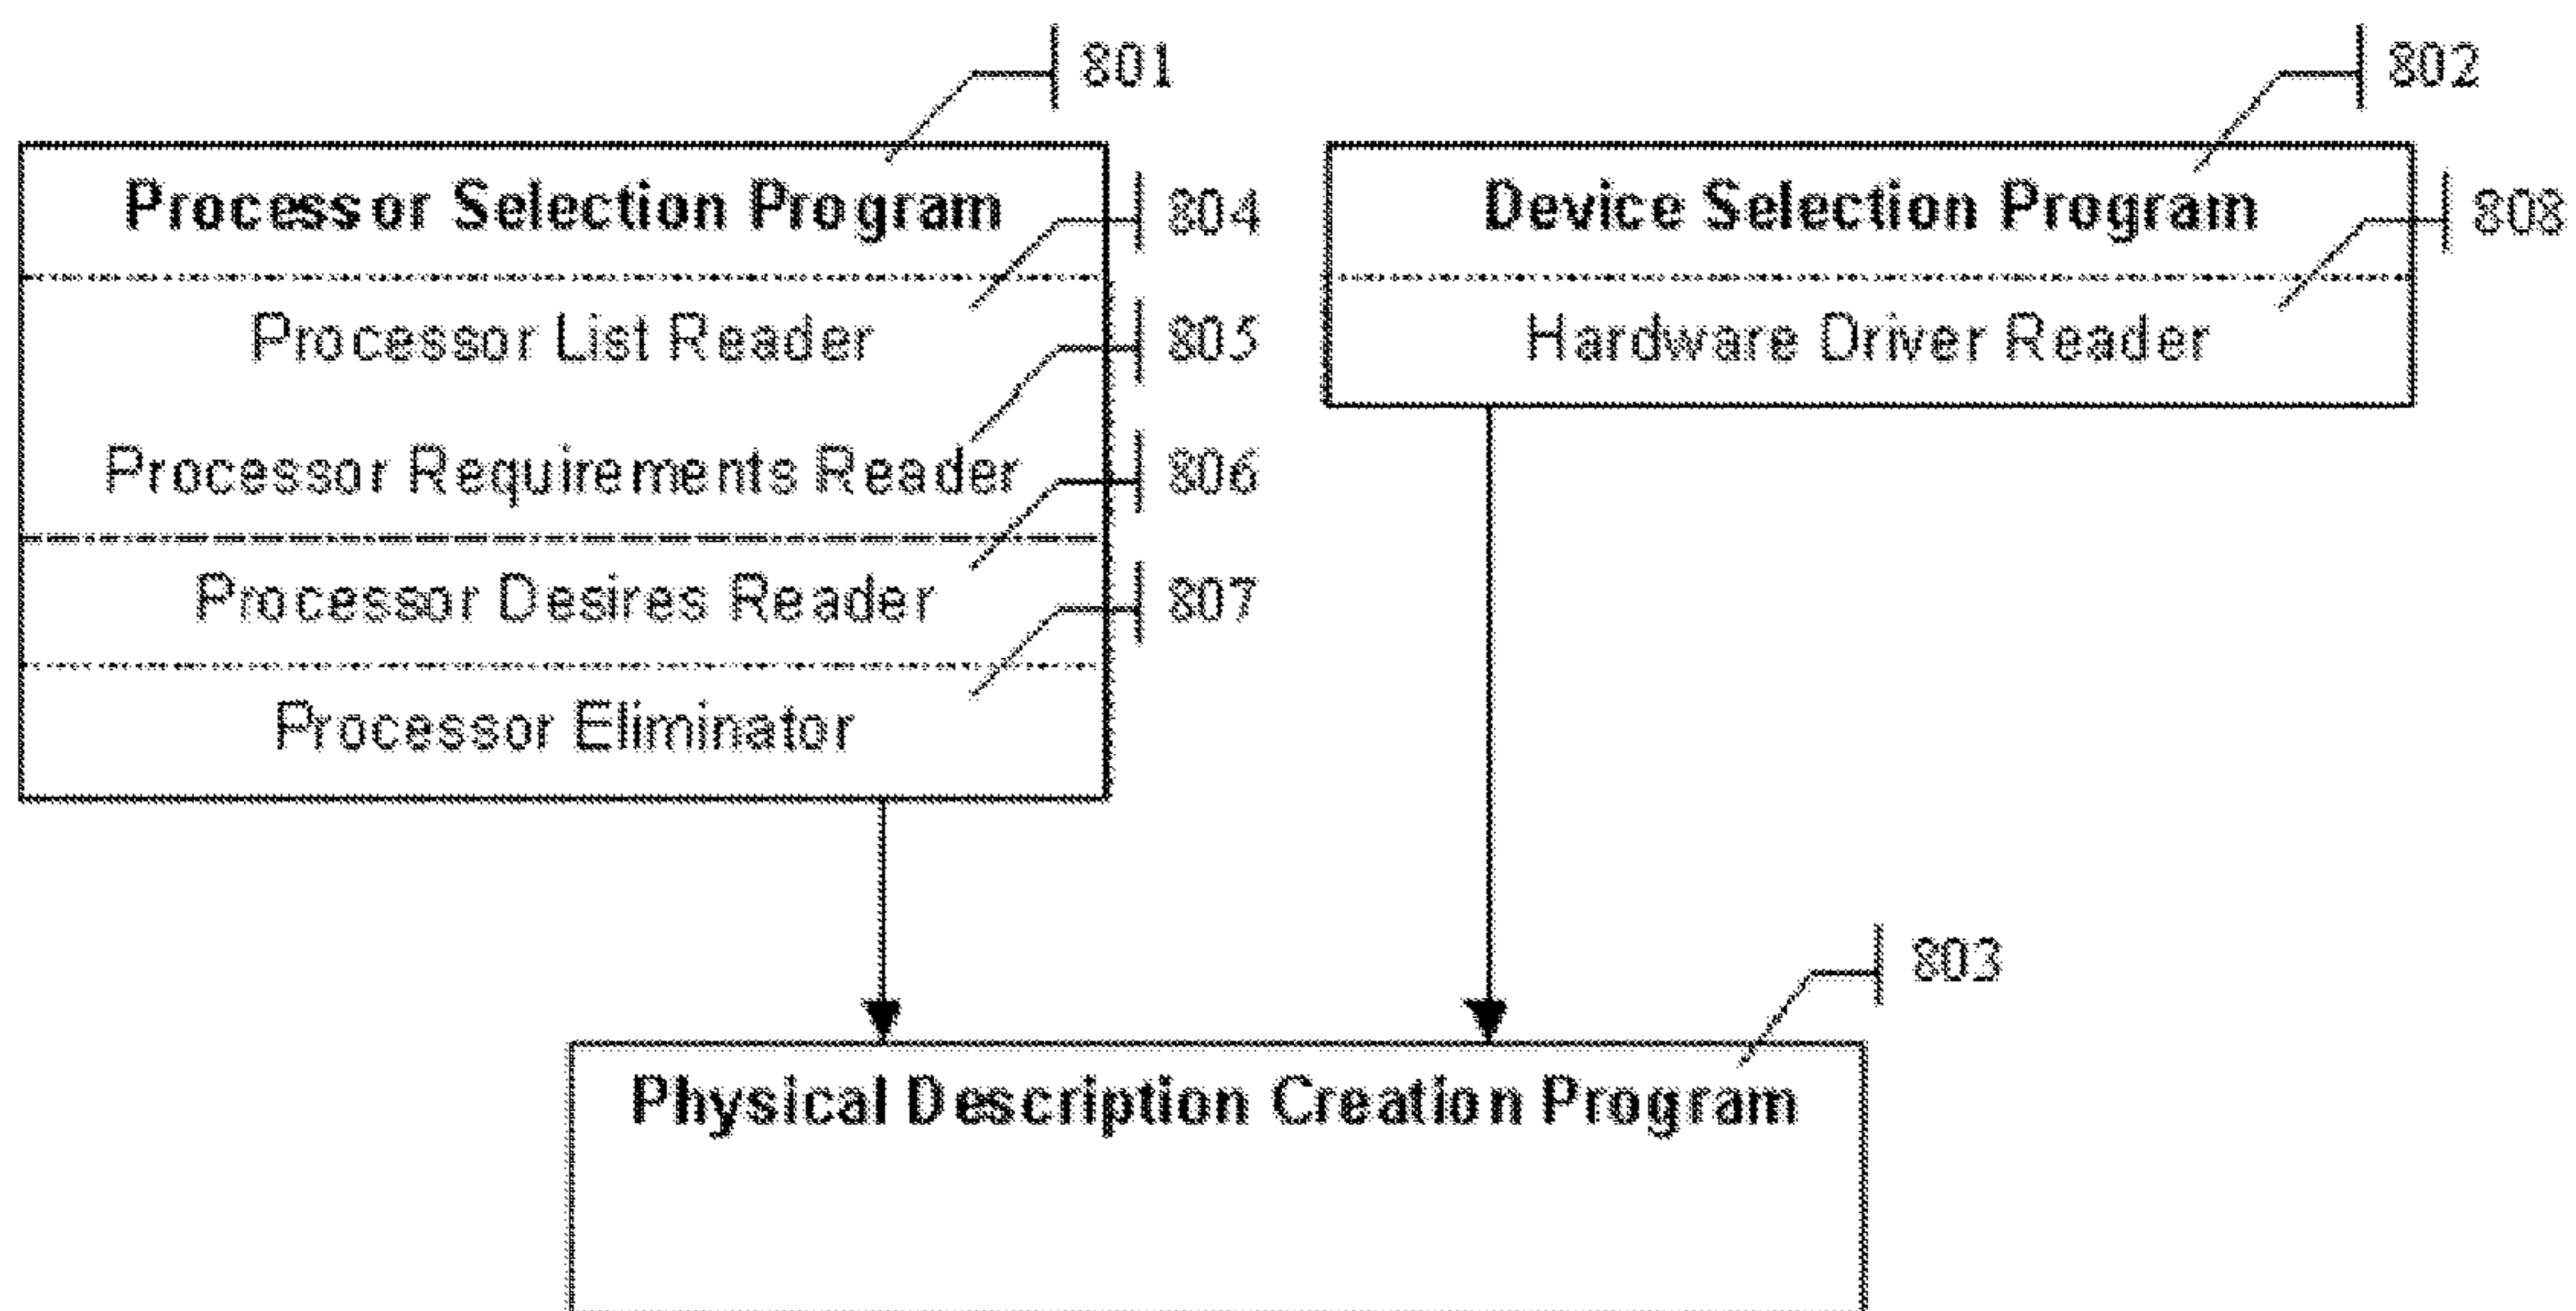 801
802
Processor Selection Program
804
Device Selection Program
808
Processor List Reader
805
Hardware Driver Reader
Processor Requirements Reader
806
Processor Desires Reader
807
Processor Eliminator
803
Physical Description Creation Program